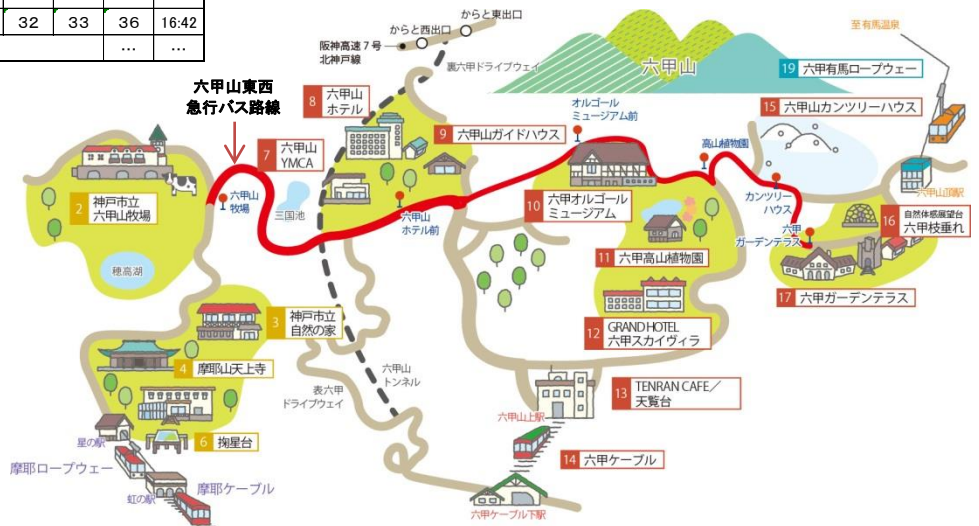 32 33 36 16:42
… …
からと東出口
からと西出口
阪神高速7号
北神戸線
裏六甲ドライブウェイ
六甲山
至有馬温泉
19 六甲有馬ロープウェー
六甲山東西
急行バス路線
8 六甲山
ホテル
オルゴール
ミュージアム前
15 六甲山カンツリーハウス
9 六甲山ガイドハウス
高山植物園
7 六甲山
YMCA
2 神戸市立
六甲山牧場
六甲山
牧場
三国池
六甲山
ホテル前
10 六甲オルゴール
ミュージアム
カンツリー
ハウス
六甲山頂駅
16 自然体感展望台
六甲枝垂れ
六甲
ガーデンテラス
穂高湖
11 六甲高山植物園
17 六甲ガーデンテラス
3 神戸市立
自然の家
12 GRAND HOTEL
六甲スカイヴィラ
4 摩耶山天上寺
六甲山
トンネル
表六甲
ドライブウェイ
13 TENRAN CAFE／
天覧台
六甲山上駅
星の駅
6 掬星台
14 六甲ケーブル
摩耶ロープウェー
摩耶ケーブル
虹の駅
六甲ケーブル下駅